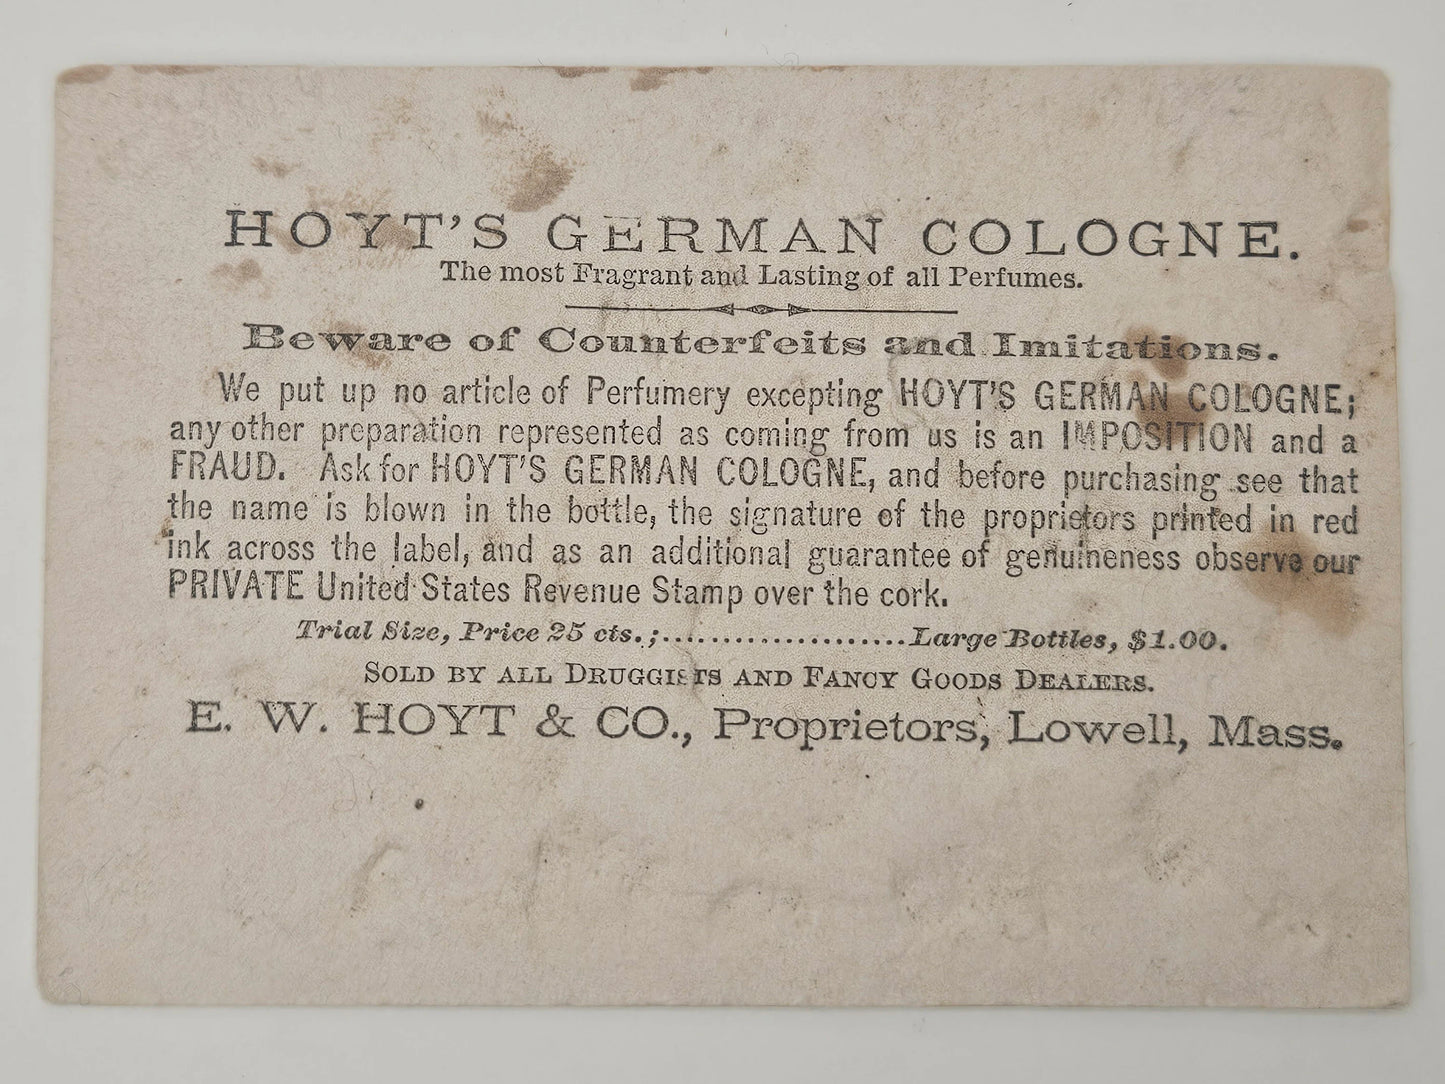 HOYT'S GERMAN COLOGNE.
The most Fragrant and Lasting of all Perfumes.
Beware of Counterfeits and Imitations.
We put up no article of Perfumery excepting HOYT'S GERMAN COLOGNE;
any other preparation represented as coming from us is an IMPOSITION and a
FRAUD. Ask for HOYT'S GERMAN COLOGNE, and before purchasing see that
the name is blown in the bottle, the signature of the proprietors printed in red
ink across the label, and as an additional guarantee of genuineness observe our
PRIVATE United States Revenue Stamp over the cork.
Trial Size, Price 25 cts.;.....................Large Bottles, $1.00.
SOLD BY ALL DRUGGISTS AND FANCY GOODS DEALERS.
E. W. HOYT & CO., Proprietors, Lowell, Mass.